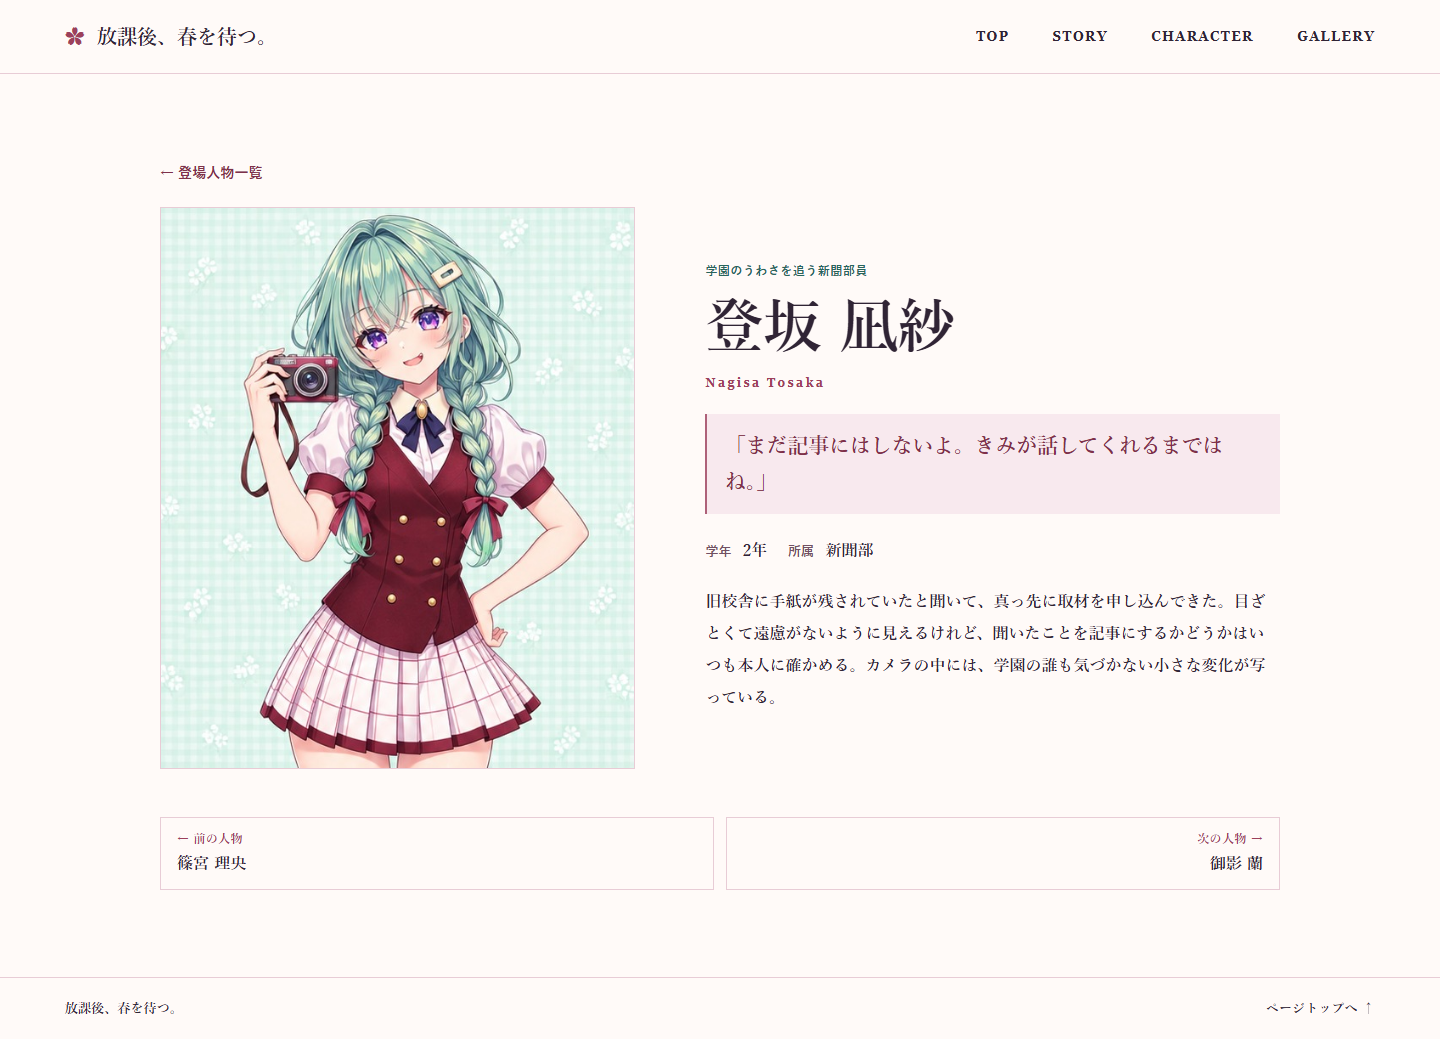 放課後、春を待つ。
TOP STORY CHARACTER GALLERY
← 登場人物一覧
学園のうわさを追う新聞部員
登坂 凪紗
Nagisa Tosaka
「まだ記事にはしないよ。きみが話してくれるまでは
ね。」
学年 2年 所属 新聞部
旧校舎に手紙が残されていたと聞いて、真っ先に取材を申し込んできた。目ざ
とくて遠慮がないように見えるけれど、聞いたことを記事にするかどうかはい
つも本人に確かめる。カメラの中には、学園の誰も気づかない小さな変化が写
っている。
← 前の人物
篠宮 理央
次の人物 →
御影 蘭
放課後、春を待つ。
ページトップへ ↑